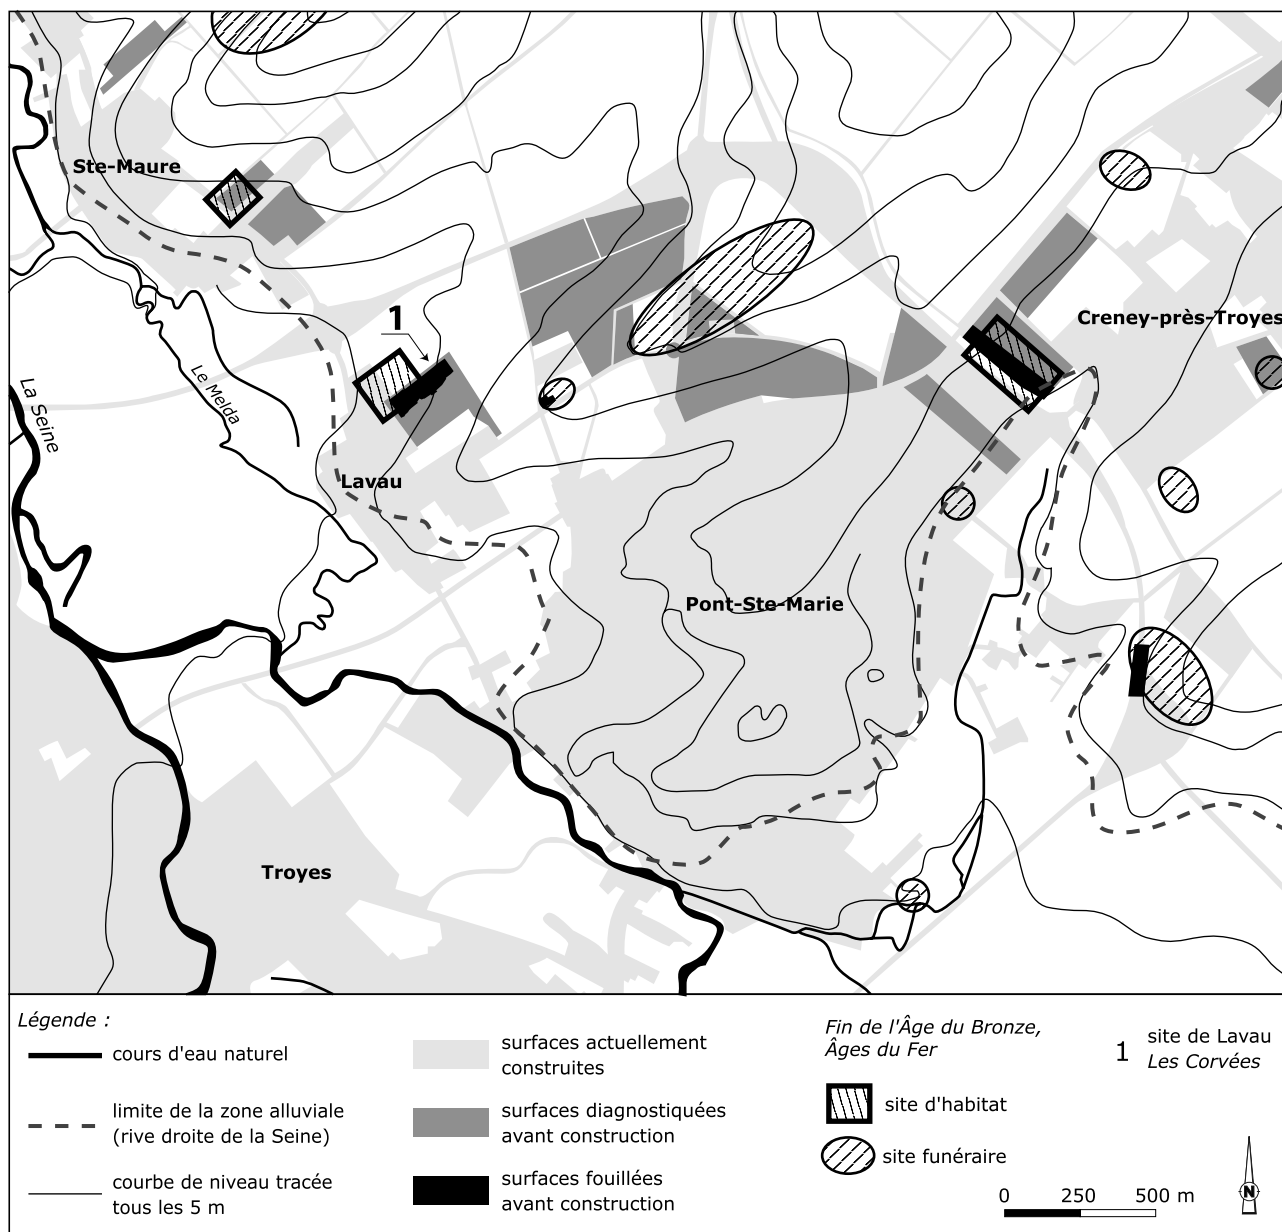 Ste-Maure
Creney-près-Troyes
1
Le Melda
La Seine
Lavau
Pont-Ste-Marie
Troyes
Légende :
cours d'eau naturel
limite de la zone alluviale
(rive droite de la Seine)
courbe de niveau tracée
tous les 5 m
surfaces actuellement
construites
surfaces diagnostiquées
avant construction
surfaces fouillées
avant construction
Fin de l'Âge du Bronze,
Âges du Fer
site d'habitat
site funéraire
1 site de Lavau
Les Corvées
0 250 500 m
N